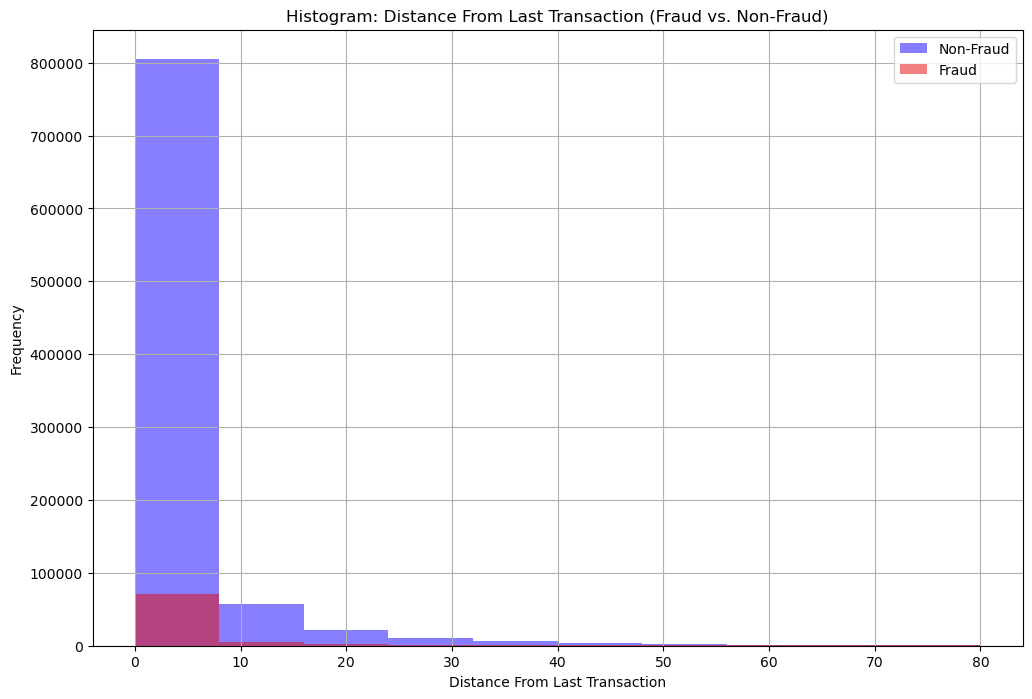 Histogram: Distance From Last Transaction (Fraud vs. Non-Fraud)
Non-Fraud
Fraud
800000
700000
600000
500000
400000
300000
200000
100000
0
Frequency
0 10 20 30 40 50 60 70 80
Distance From Last Transaction